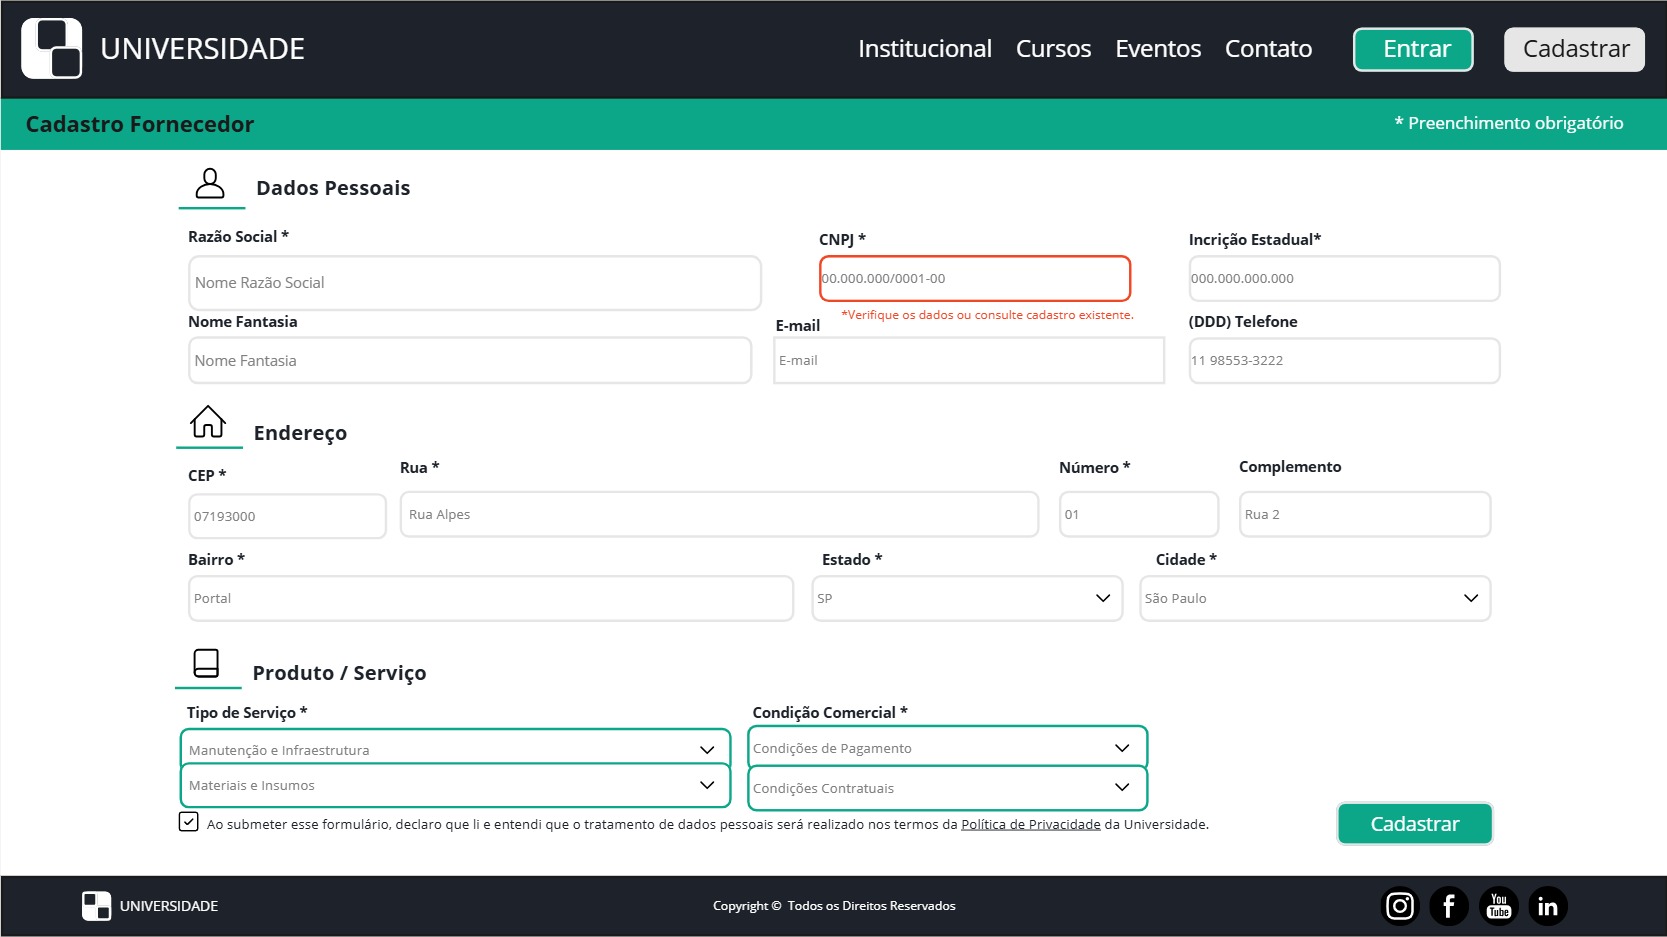 UNIVERSIDADE
Institucional Cursos Eventos Contato Entrar Cadastrar
Cadastro Fornecedor
* Preenchimento obrigatório
Dados Pessoais
Razão Social *
CNPJ *
Incrição Estadual*
Nome Razão Social
00.000.000/0001-00
000.000.000.000
*Verifique os dados ou consulte cadastro existente.
Nome Fantasia
E-mail
(DDD) Telefone
Nome Fantasia
E-mail
11 98553-3222
Endereço
CEP *
Rua *
Número *
Complemento
07193000
Rua Alpes
01
Rua 2
Bairro *
Estado *
Cidade *
Portal
SP
São Paulo
Produto / Serviço
Tipo de Serviço *
Condição Comercial *
Manutenção e Infraestrutura
Condições de Pagamento
Materiais e Insumos
Condições Contratuais
Ao submeter esse formulário, declaro que li e entendi que o tratamento de dados pessoais será realizado nos termos da Política de Privacidade da Universidade.
Cadastrar
UNIVERSIDADE
Copyright © Todos os Direitos Reservados
f
You
Tube
in